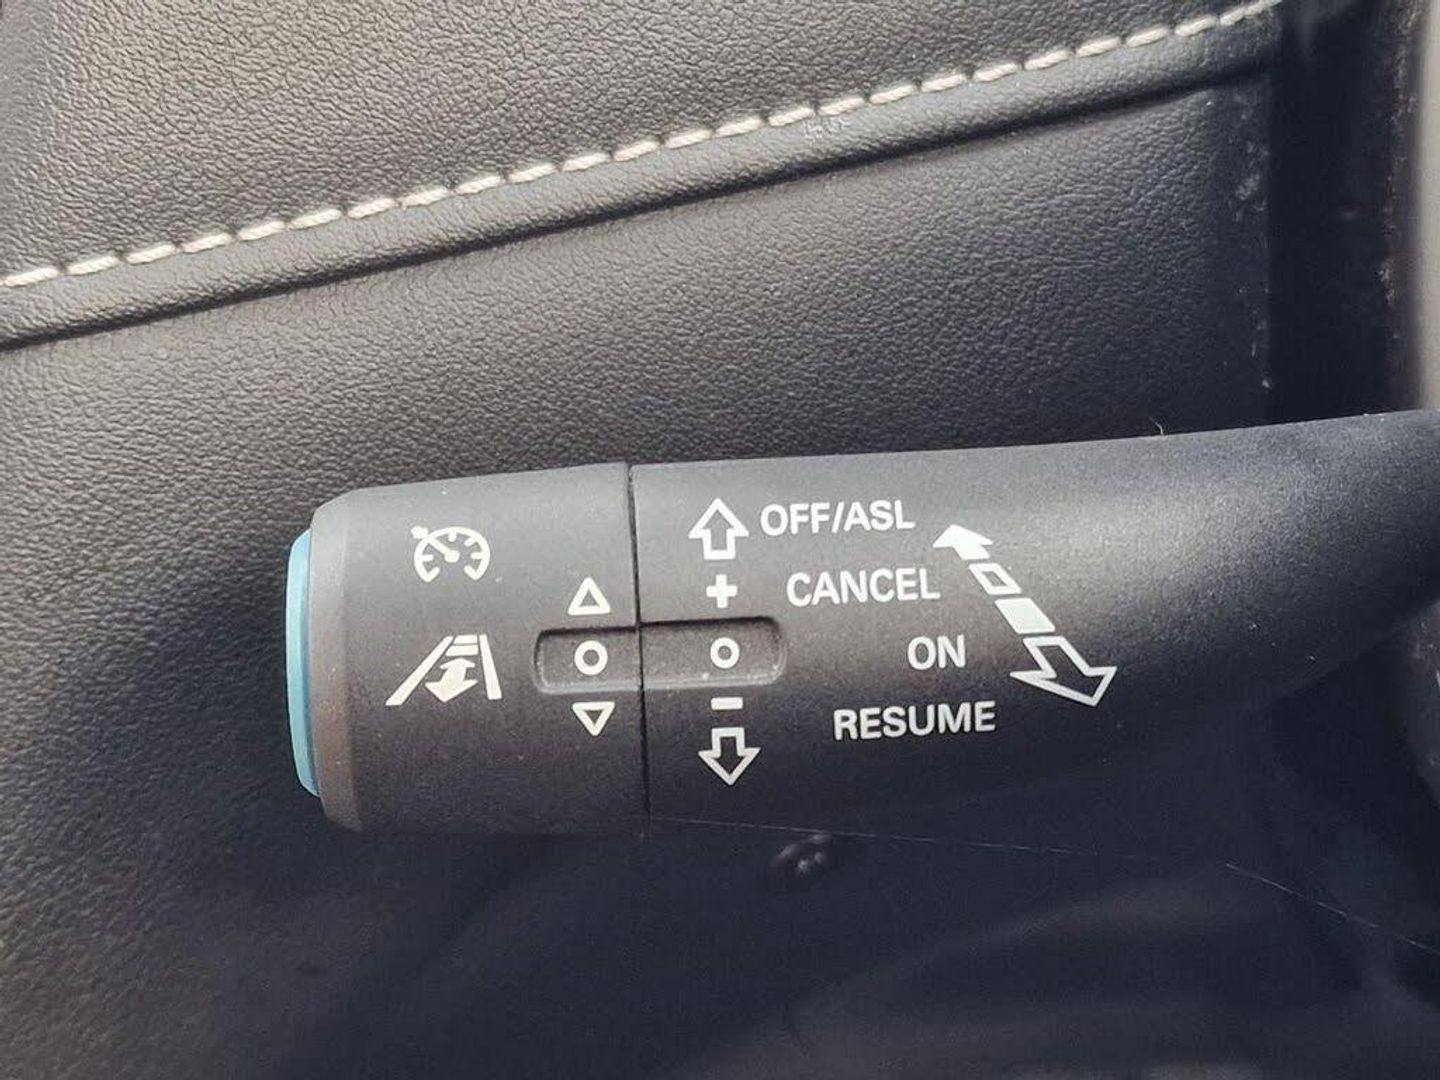 OFF/ASL
+ CANCEL
ON
-
RESUME